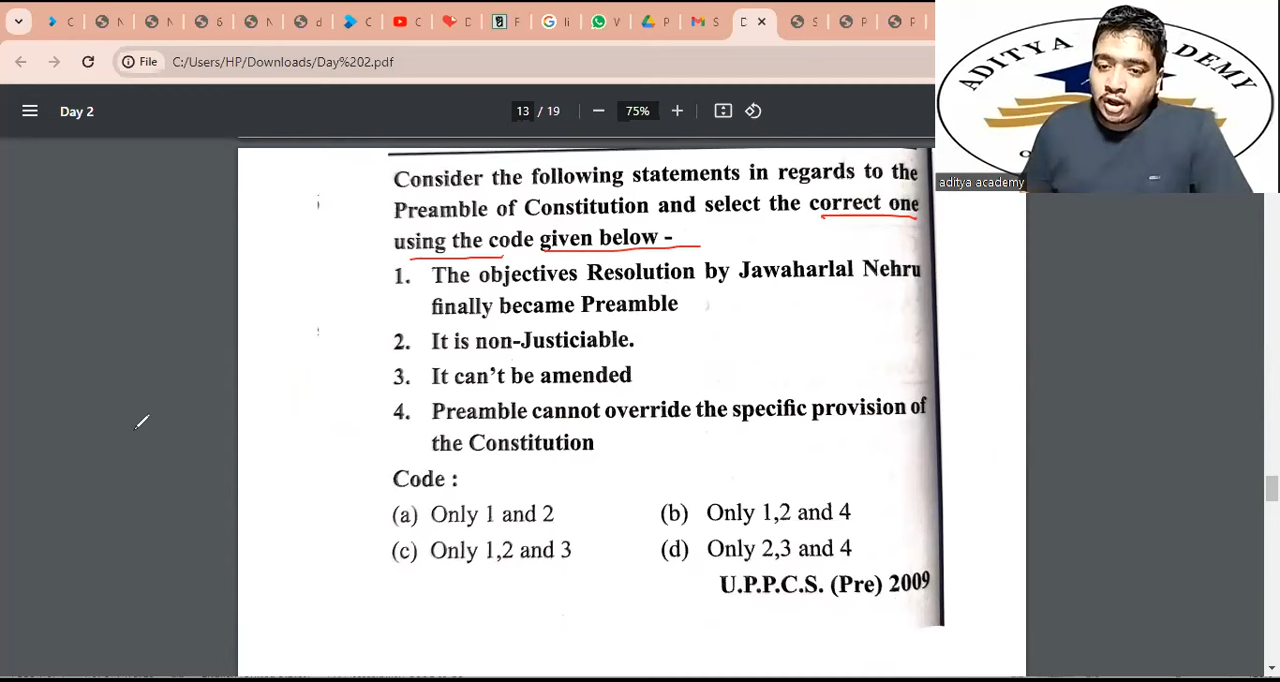 C
N
N
6
N
d
C
C
D
F
li
V
P
S
D
S
P
P
File C:/Users/HP/Downloads/Day%202.pdf
Day 2
13 / 19
75%
ADITYA ACADEMY
aditya academy
Consider the following statements in regards to the
Preamble of Constitution and select the correct one
using the code given below -
1. The objectives Resolution by Jawaharlal Nehru
finally became Preamble
2. It is non-Justiciable.
3. It can't be amended
4. Preamble cannot override the specific provision of
the Constitution
Code :
(a) Only 1 and 2 (b) Only 1,2 and 4
(c) Only 1,2 and 3 (d) Only 2,3 and 4
U.P.P.C.S. (Pre) 2009